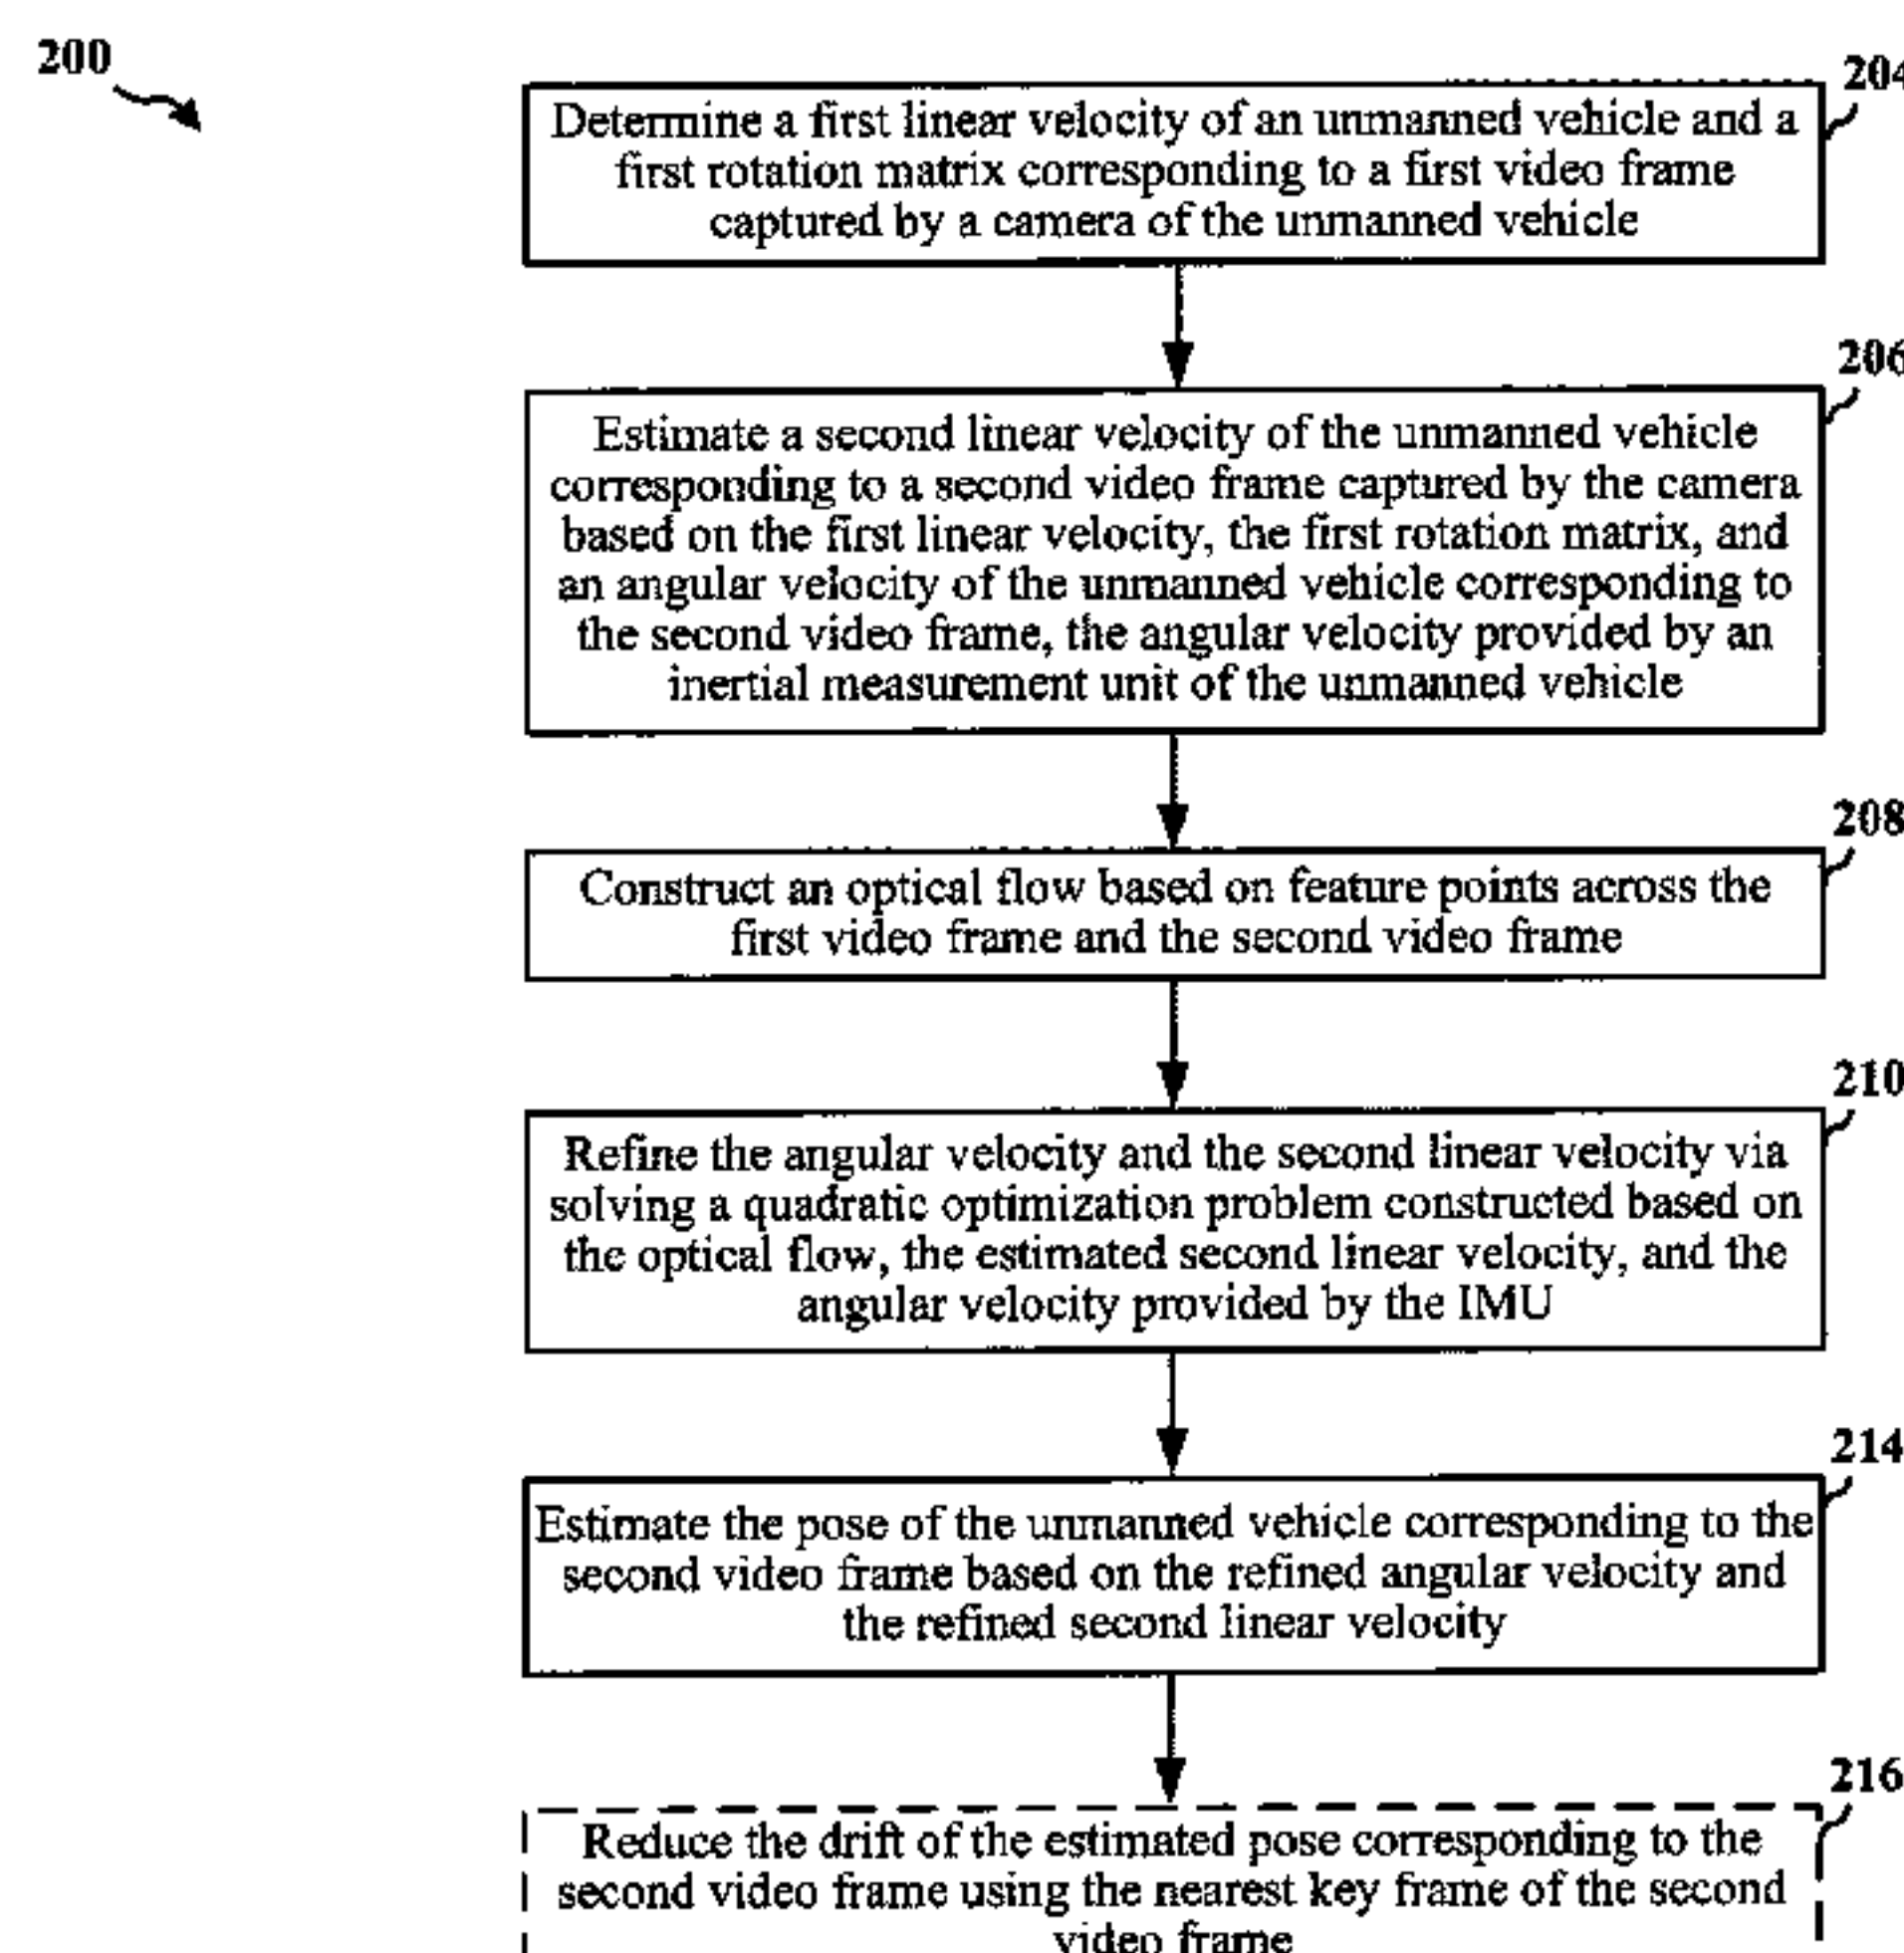 200
204
Determine a first linear velocity of an unmanned vehicle and a
first rotation matrix corresponding to a first video frame
captured by a camera of the unmanned vehicle
206
Estimate a second linear velocity of the unmanned vehicle
corresponding to a second video frame captured by the camera
based on the first linear velocity, the first rotation matrix, and
an angular velocity of the unmanned vehicle corresponding to
the second video frame, the angular velocity provided by an
inertial measurement unit of the unmanned vehicle
208
Construct an optical flow based on feature points across the
first video frame and the second video frame
210
Refine the angular velocity and the second linear velocity via
solving a quadratic optimization problem constructed based on
the optical flow, the estimated second linear velocity, and the
angular velocity provided by the IMU
214
Estimate the pose of the unmanned vehicle corresponding to the
second video frame based on the refined angular velocity and
the refined second linear velocity
216
Reduce the drift of the estimated pose corresponding to the
second video frame using the nearest key frame of the second
video frame